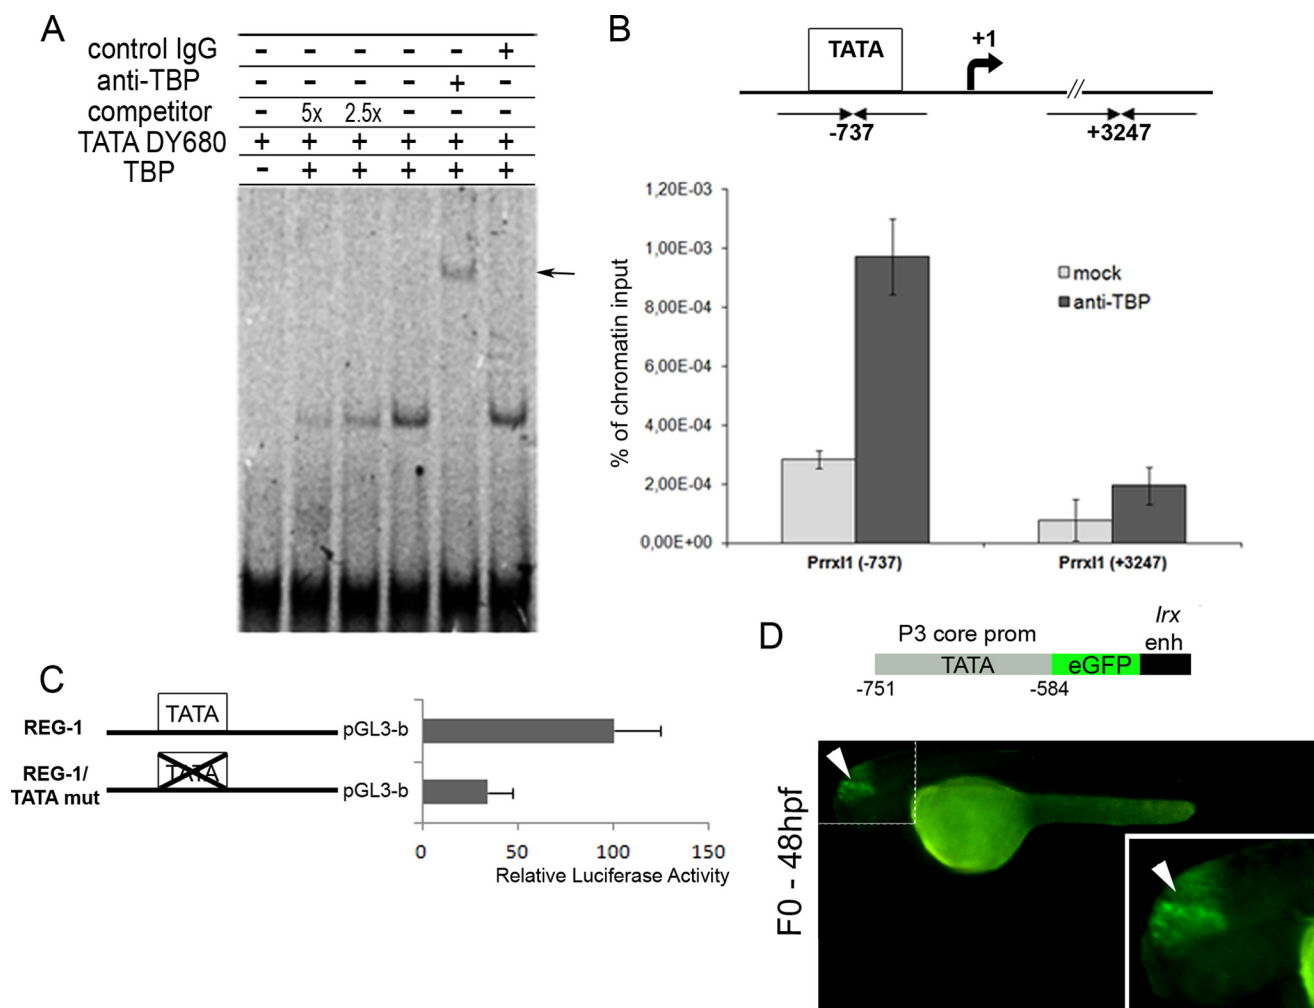 A
control IgG - - - - - +
anti-TBP - - - - + -
competitor - 5x 2.5x - - -
TATA DY680 + + + + + +
TBP - + + + + +
B
TATA
+1
//
-737
+3247
1,20E-03
1,00E-03
8,00E-04
6,00E-04
4,00E-04
2,00E-04
0,00E+00
% of chromatin input
mock
anti-TBP
Prrxl1 (-737)
Prrxl1 (+3247)
C
REG-1
TATA
pGL3-b
REG-1/
TATA mut
TATA
pGL3-b
0 50 100 150
Relative Luciferase Activity
D
P3 core prom
Irx
enh
TATA
eGFP
-751
-584
F0 - 48hpf